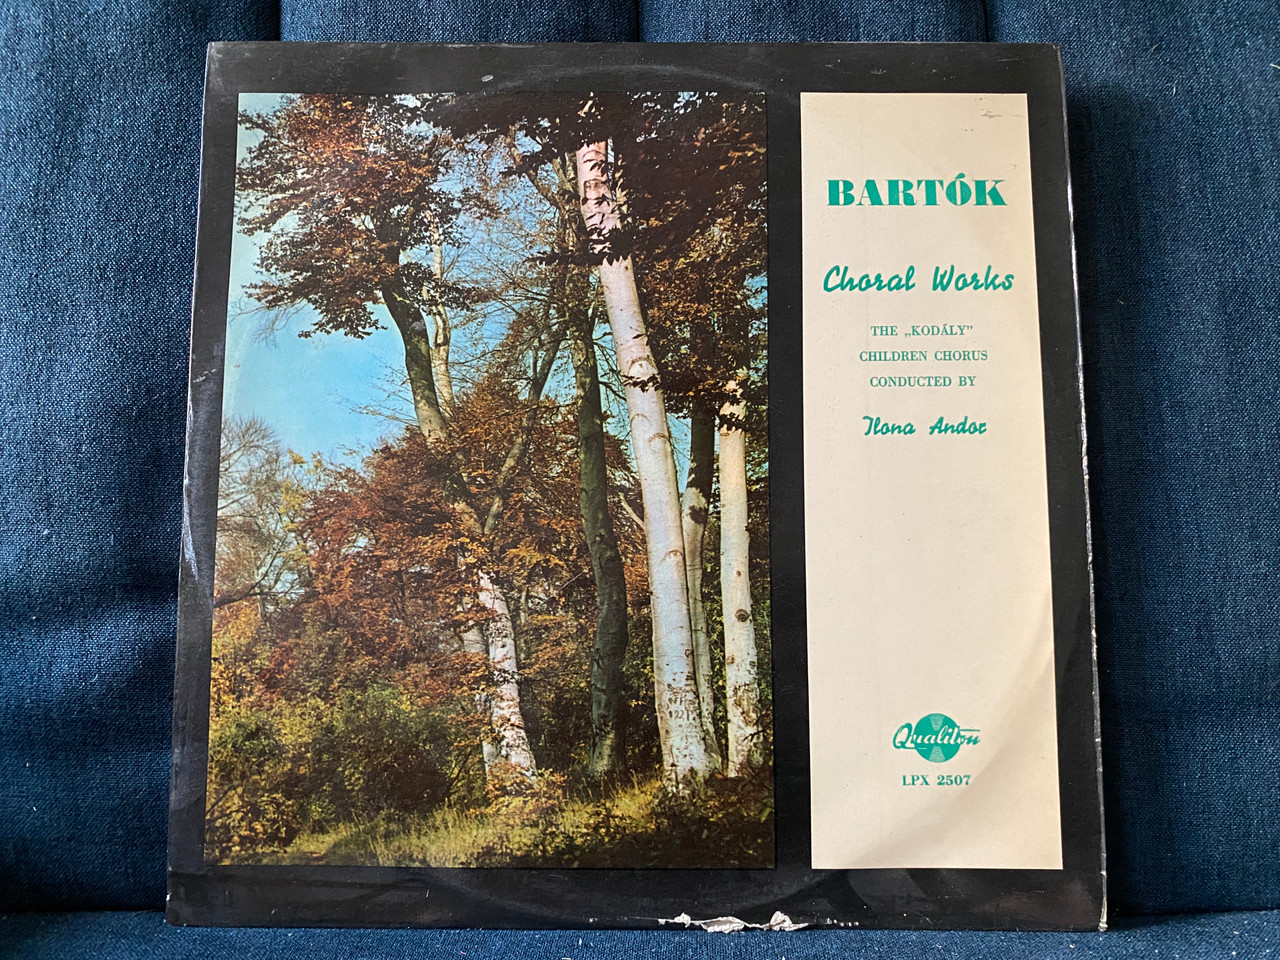 BARTÓK
Choral Works
THE „KODÁLY”
CHILDREN CHORUS
CONDUCTED BY
Ilona Andor
Qualiton
LPX 2507